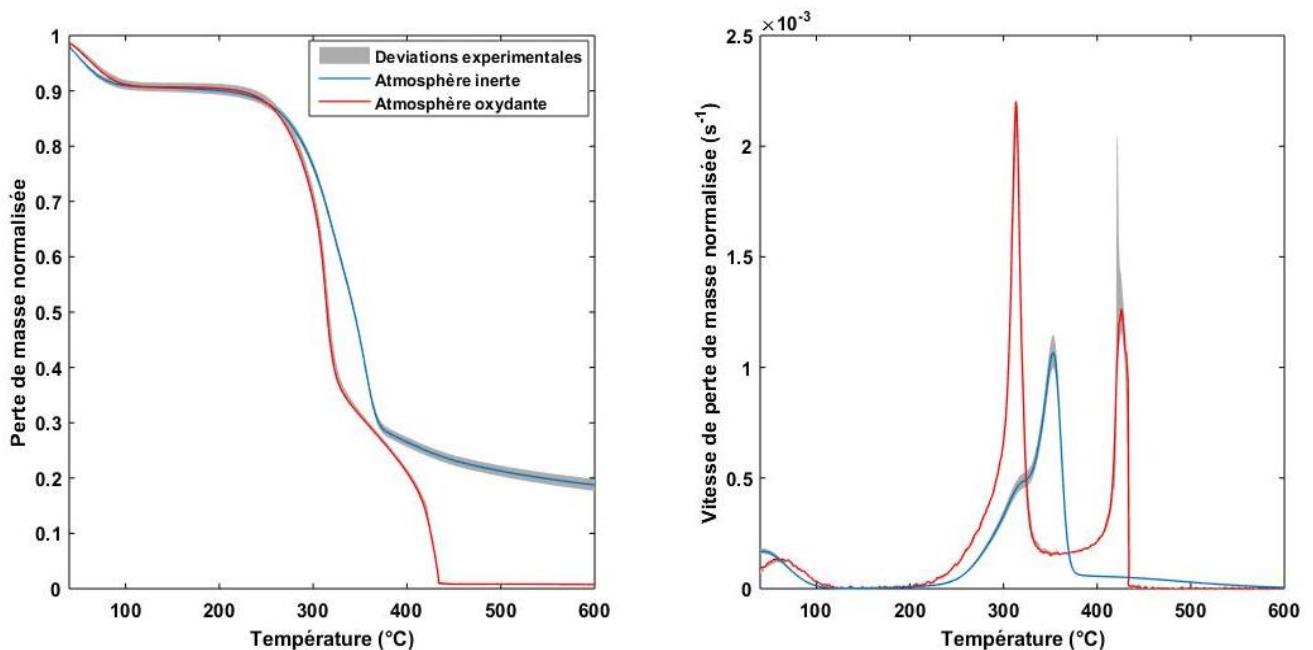 1
0.9
0.8
0.7
0.6
0.5
0.4
0.3
0.2
0.1
0
Perte de masse normalisée
Deviations experimentales
Atmosphère inerte
Atmosphère oxydante
100 200 300 400 500 600
Température (°C)
×10⁻³
2.5
2
1.5
1
0.5
0
Vitesse de perte de masse normalisée (s⁻¹)
100 200 300 400 500 600
Température (°C)